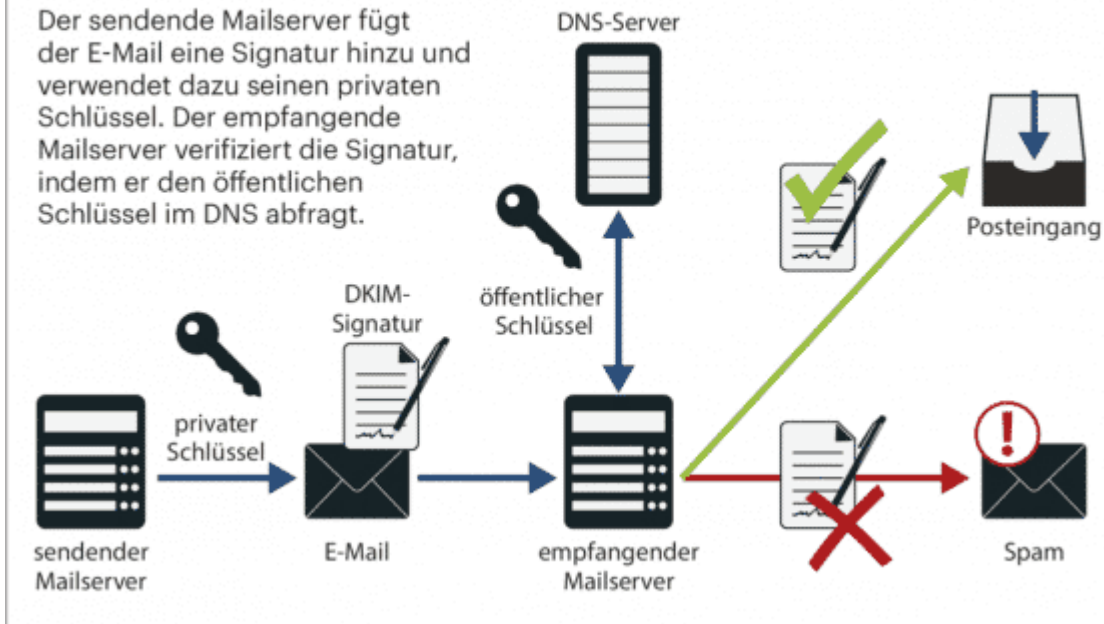 Der sendende Mailserver fügt
der E-Mail eine Signatur hinzu und
verwendet dazu seinen privaten
Schlüssel. Der empfangende
Mailserver verifiziert die Signatur,
indem er den öffentlichen
Schlüssel im DNS abfragt.
DNS-Server
Posteingang
öffentlicher
Schlüssel
DKIM-
Signatur
privater
Schlüssel
sendender
Mailserver
E-Mail
empfangender
Mailserver
Spam